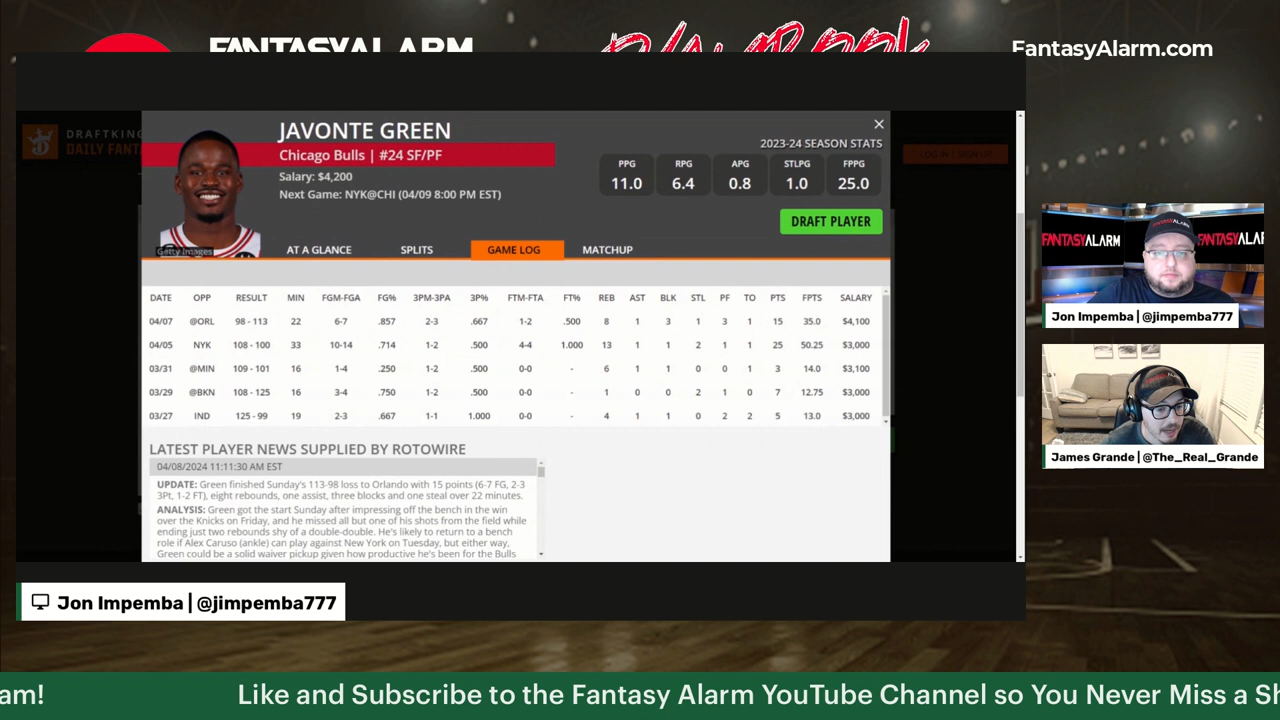 FANTASYALARM
PLAYBOOK
FantasyAlarm.com
DRAFTKIN
DAILY FANT
LOG IN / SIGN UP
JAVONTE GREEN
Chicago Bulls | #24 SF/PF
Salary: $4,200
Next Game: NYK@CHI (04/09 8:00 PM EST)
2023-24 SEASON STATS
PPG RPG APG STLPG FPPG
11.0 6.4 0.8 1.0 25.0
DRAFT PLAYER
Getty Images
AT A GLANCE SPLITS GAME LOG MATCHUP
DATE OPP RESULT MIN FGM-FGA FG% 3PM-3PA 3P% FTM-FTA FT% REB AST BLK STL PF TO PTS FPTS SALARY
04/07 @ORL 98 - 113 22 6-7 .857 2-3 .667 1-2 .500 8 1 3 1 3 1 15 35.0 $4,100
04/05 NYK 108 - 100 33 10-14 .714 1-2 .500 4-4 1.000 13 1 1 2 1 1 25 50.25 $3,000
03/31 @MIN 109 - 101 16 1-4 .250 1-2 .500 0-0 - 6 1 1 0 0 1 3 14.0 $3,100
03/29 @BKN 108 - 125 16 3-4 .750 1-2 .500 0-0 - 1 0 0 2 1 0 7 12.75 $3,000
03/27 IND 125 - 99 19 2-3 .667 1-1 1.000 0-0 - 4 1 1 0 2 2 5 13.0 $3,000
LATEST PLAYER NEWS SUPPLIED BY ROTOWIRE
04/08/2024 11:11:30 AM EST
UPDATE: Green finished Sunday's 113-98 loss to Orlando with 15 points (6-7 FG, 2-3
3Pt, 1-2 FT), eight rebounds, one assist, three blocks and one steal over 22 minutes.
ANALYSIS: Green got the start Sunday after impressing off the bench in the win
over the Knicks on Friday, and he missed all but one of his shots from the field while
ending just two rebounds shy of a double-double. He's likely to return to a bench
role if Alex Caruso (ankle) can play against New York on Tuesday, but either way,
Green could be a solid waiver pickup given how productive he's been for the Bulls
FANTASYALARM
FANTASYALAR
Jon Impemba | @jimpemba777
James Grande | @The_Real_Grande
Jon Impemba | @jimpemba777
am! Like and Subscribe to the Fantasy Alarm YouTube Channel so You Never Miss a Sh